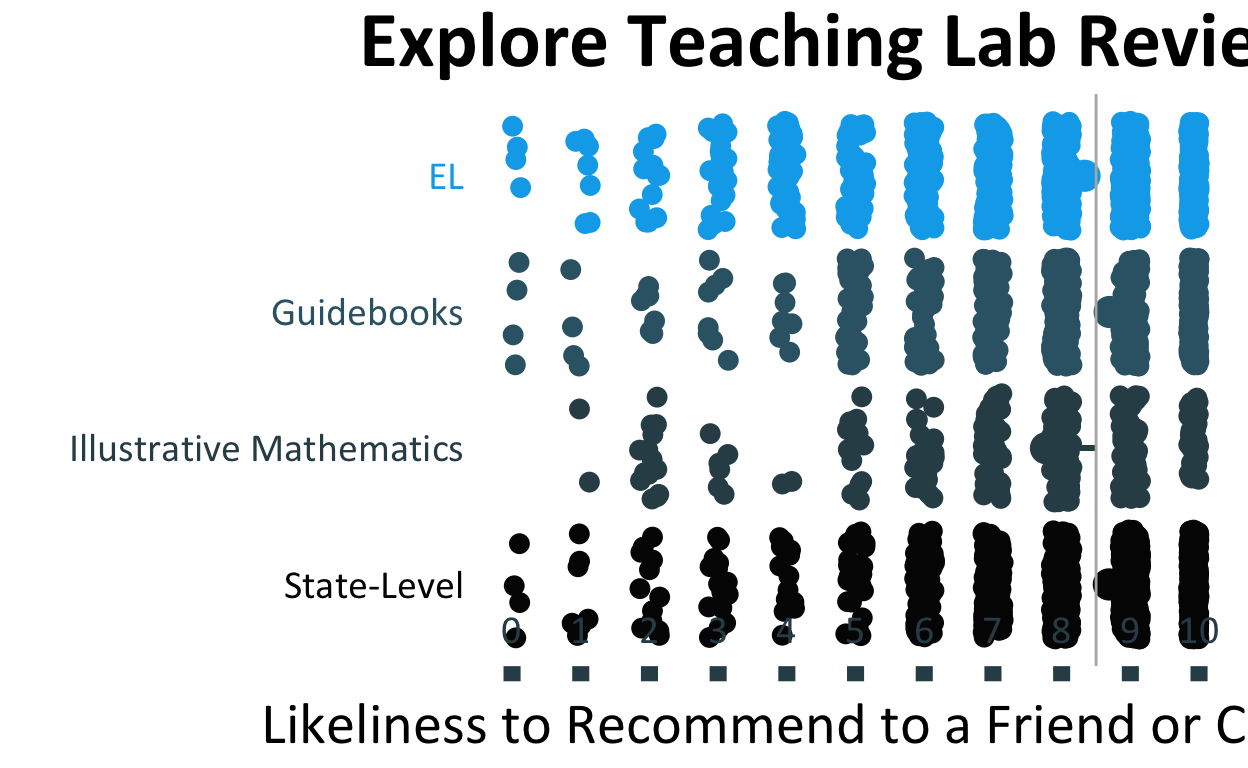 Explore Teaching Lab Revie
EL
Guidebooks
Illustrative Mathematics
State-Level
0 1 2 3 4 5 6 7 8 9 10
Likeliness to Recommend to a Friend or C